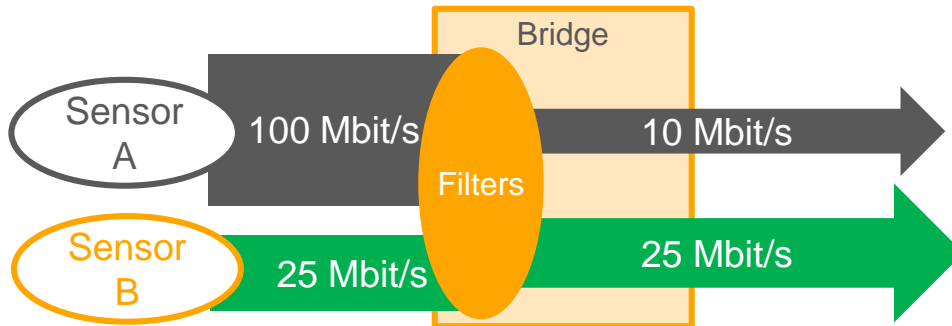 Bridge
Sensor
A
100 Mbit/s
10 Mbit/s
Filters
Sensor
B
25 Mbit/s
25 Mbit/s